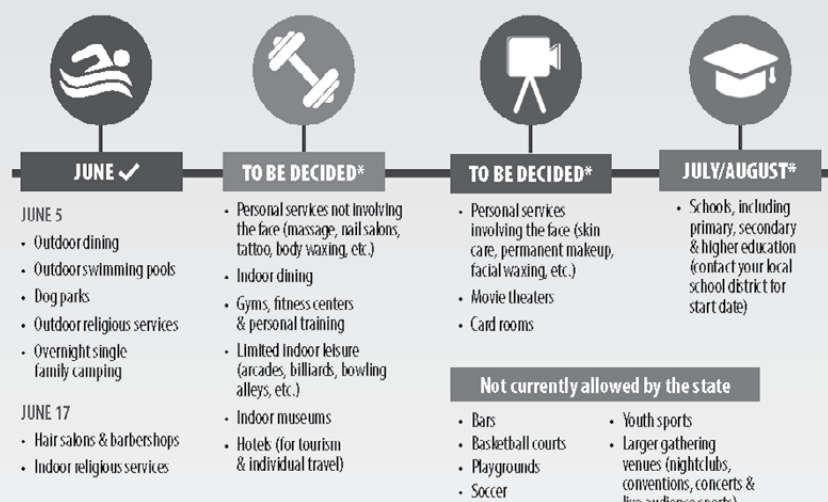 JUNE ✓
JUNE 5
• Outdoor dining
• Outdoor swimming pools
• Dog parks
• Outdoor religious services
• Overnight single
family camping
JUNE 17
• Hair salons & barbershops
• Indoor religious services
TO BE DECIDED*
• Personal services not involving
the face (massage, nail salons,
tattoo, body waxing, etc.)
• Indoor dining
• Gyms, fitness centers
& personal training
• Limited indoor leisure
(arcades, billiards, bowling
alleys, etc.)
• Indoor museums
• Hotels (for tourism
& individual travel)
TO BE DECIDED*
• Personal services
involving the face (skin
care, permanent makeup,
facial waxing, etc.)
• Movie theaters
• Card rooms
JULY/AUGUST*
• Schools, including
primary, secondary
& higher education
(contact your local
school district for
start date)
Not currently allowed by the state
• Bars
• Basketball courts
• Playgrounds
• Soccer
• Youth sports
• Larger gathering
venues (nightclubs,
conventions, concerts &
live audience sports)